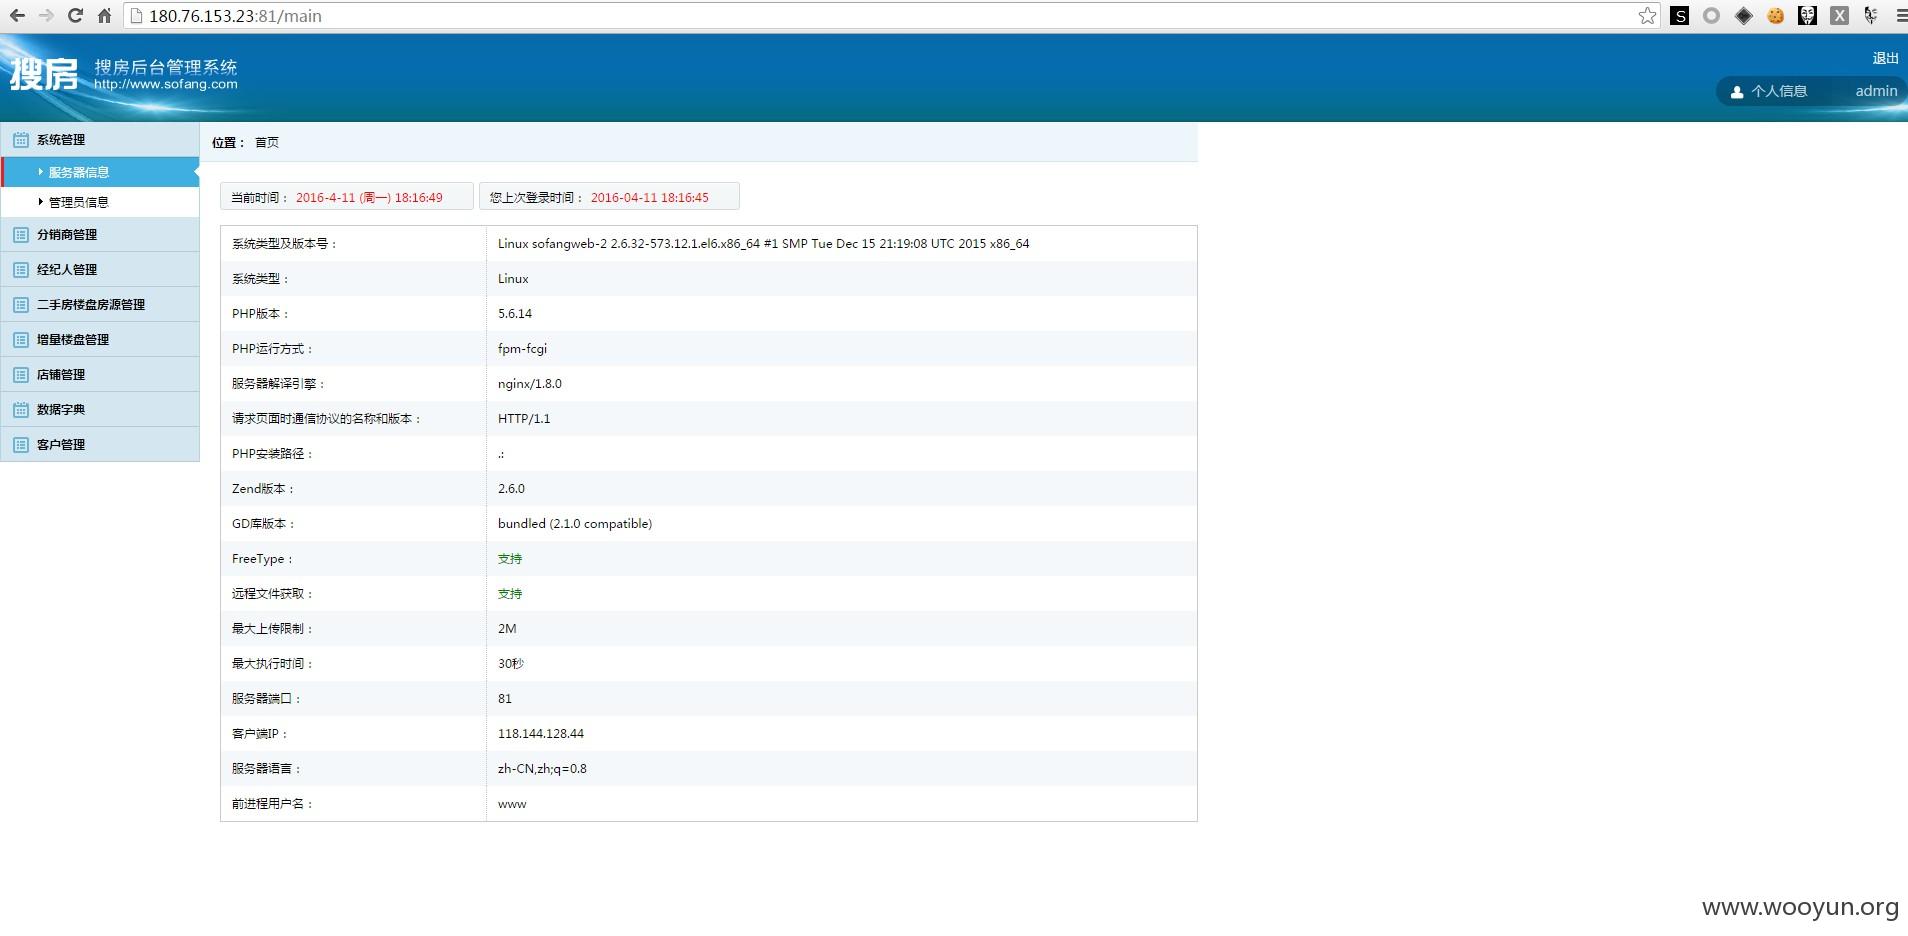 180.76.153.23:81/main
搜房 搜房后台管理系统
http://www.sofang.com
退出
个人信息 admin
系统管理
服务器信息
管理员信息
分销商管理
经纪人管理
二手房楼盘房源管理
增量楼盘管理
店铺管理
数据字典
客户管理
位置： 首页
当前时间： 2016-4-11 (周一) 18:16:49 您上次登录时间： 2016-04-11 18:16:45
系统类型及版本号： Linux sofangweb-2 2.6.32-573.12.1.el6.x86_64 #1 SMP Tue Dec 15 21:19:08 UTC 2015 x86_64
系统类型： Linux
PHP版本： 5.6.14
PHP运行方式： fpm-fcgi
服务器解译引擎： nginx/1.8.0
请求页面时通信协议的名称和版本： HTTP/1.1
PHP安装路径： .:
Zend版本： 2.6.0
GD库版本： bundled (2.1.0 compatible)
FreeType： 支持
远程文件获取： 支持
最大上传限制： 2M
最大执行时间： 30秒
服务器端口： 81
客户端IP： 118.144.128.44
服务器语言： zh-CN,zh;q=0.8
前进程用户名： www
www.wooyun.org